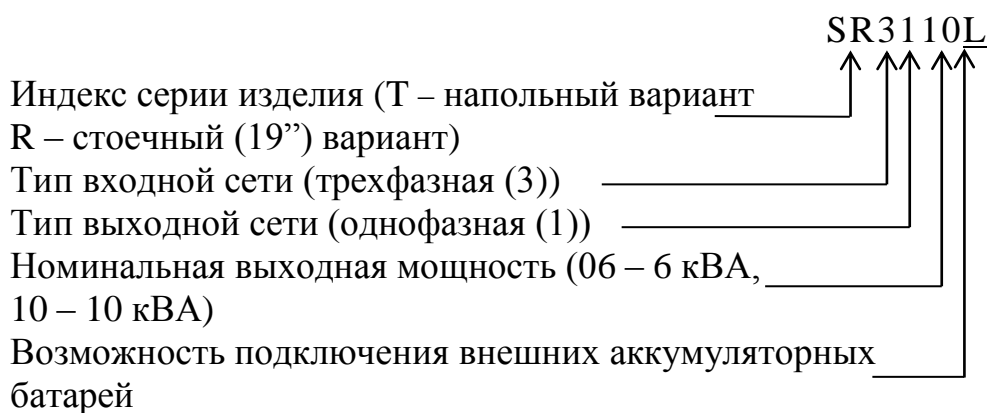 SR3110L
Индекс серии изделия (T – напольный вариант
R – стоечный (19”) вариант)
Тип входной сети (трехфазная (3))
Тип выходной сети (однофазная (1))
Номинальная выходная мощность (06 – 6 кВА,
10 – 10 кВА)
Возможность подключения внешних аккумуляторных
батарей